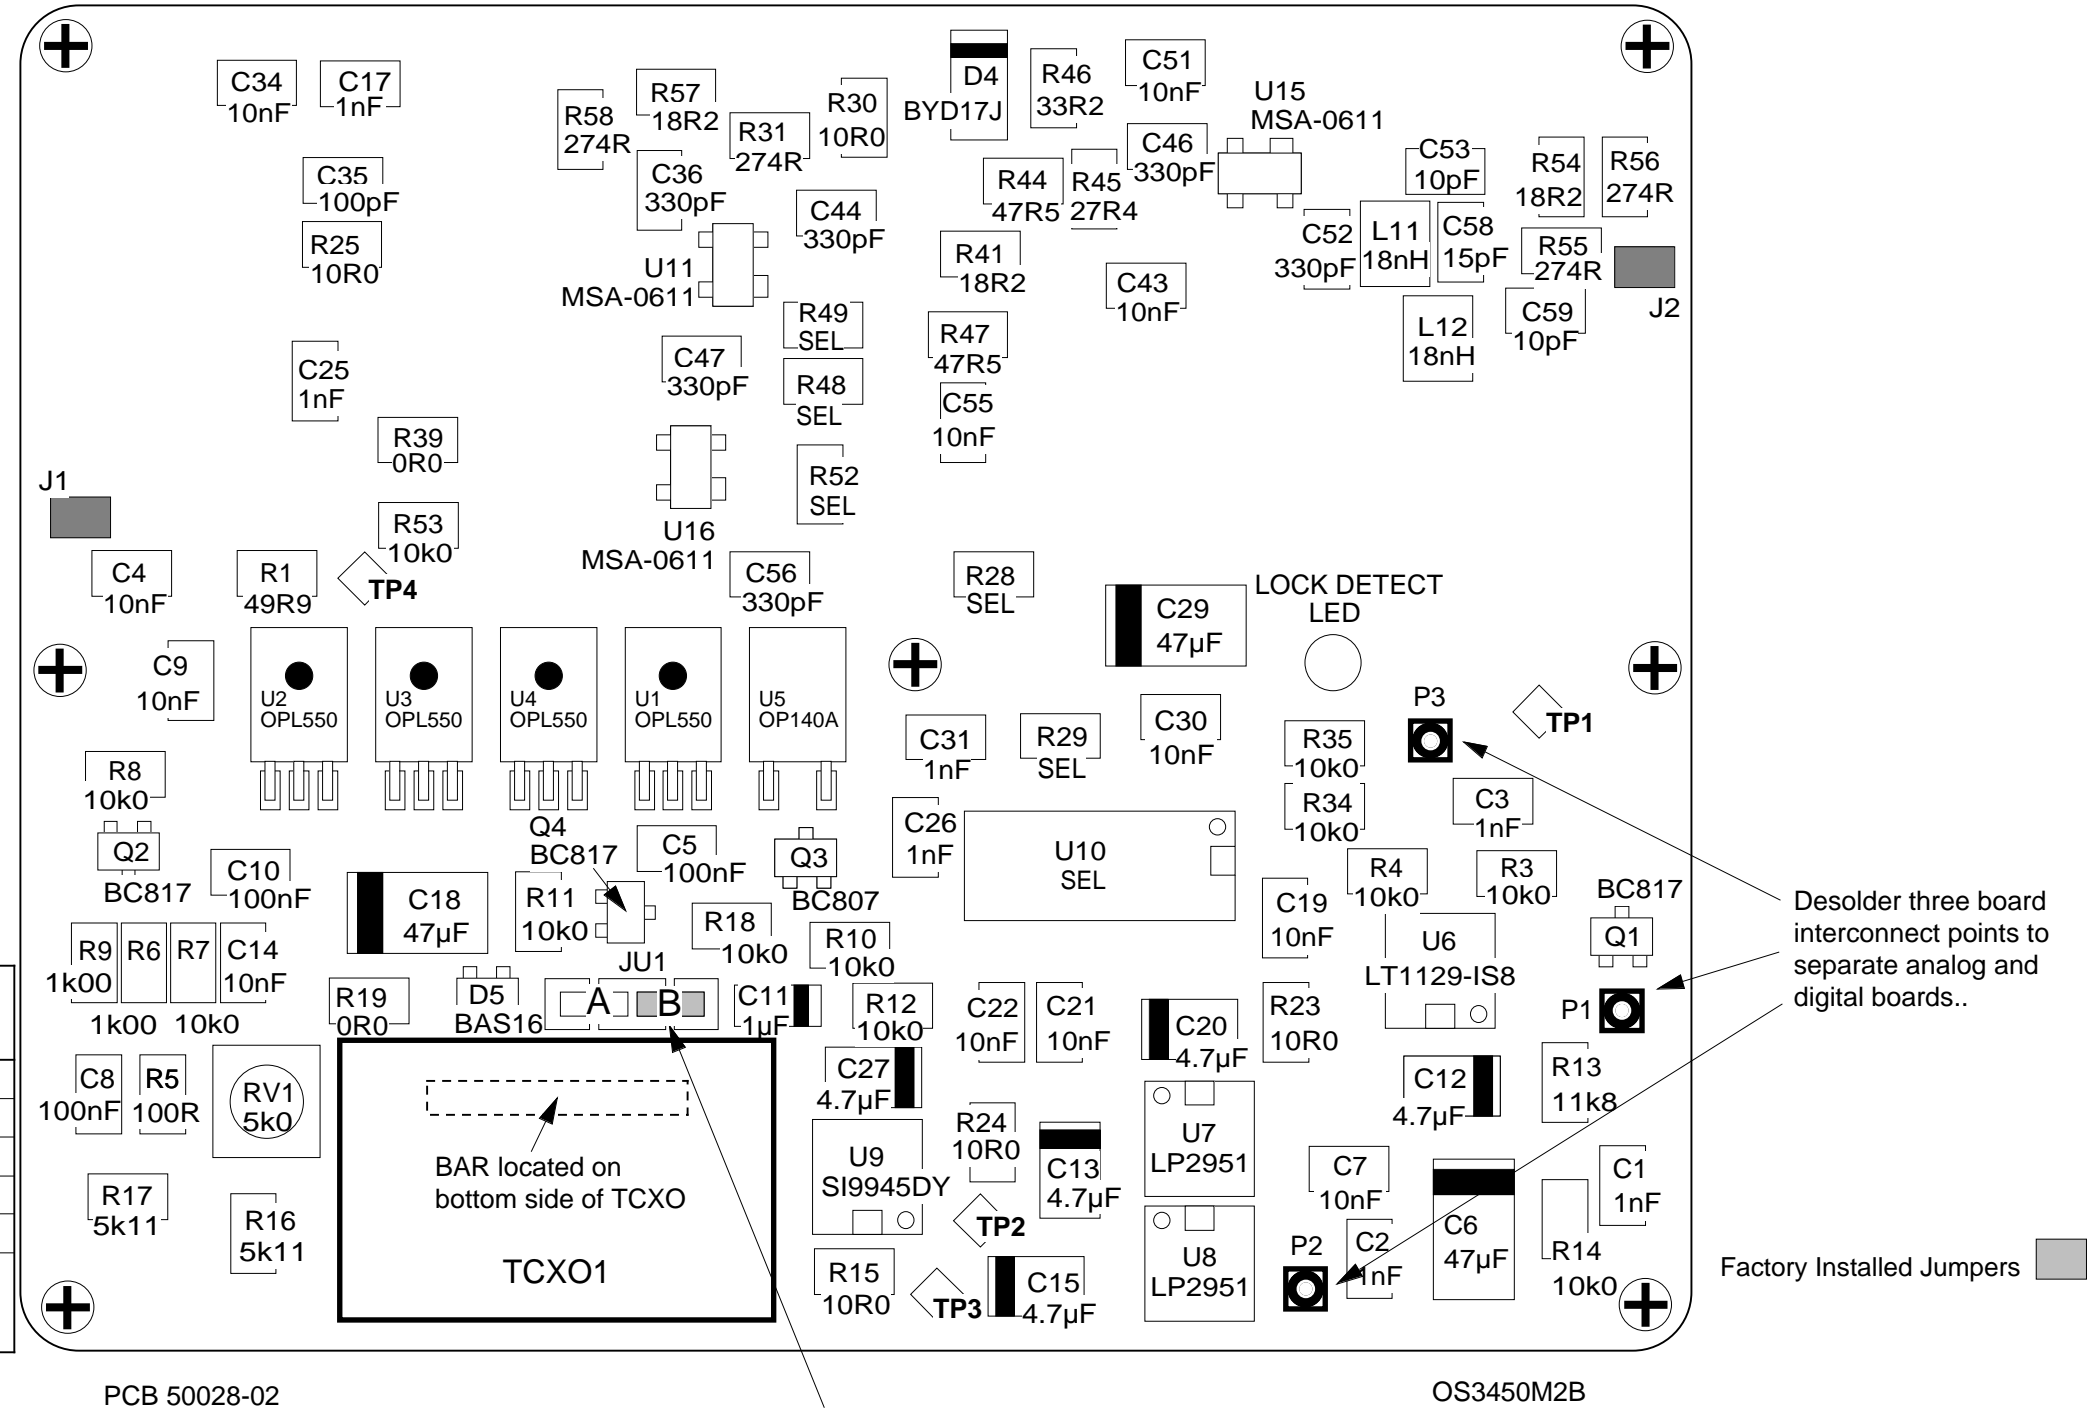 C34
10nF
C17
1nF
R58
274R
R57
18R2
R31
274R
R30
10R0
D4
BYD17J
R46
33R2
C51
10nF
U15
MSA-0611
C35
100pF
R25
10R0
C36
330pF
C44
330pF
R44
47R5
R45
27R4
C46
330pF
C53
10pF
R54
18R2
R56
274R
U11
MSA-0611
R41
18R2
C43
10nF
C52
330pF
L11
18nH
C58
15pF
R55
274R
J2
R49
SEL
R47
47R5
L12
18nH
C59
10pF
C25
1nF
C47
330pF
R48
SEL
C55
10nF
R39
0R0
J1
R52
SEL
R53
10k0
U16
MSA-0611
C4
10nF
R1
49R9
TP4
C56
330pF
R28
SEL
C29
47µF
LOCK DETECT
LED
C9
10nF
U2
OPL550
U3
OPL550
U4
OPL550
U1
OPL550
U5
OP140A
P3
TP1
C31
1nF
R29
SEL
C30
10nF
R35
10k0
R8
10k0
R34
10k0
C3
1nF
Q4
BC817
C5
100nF
Q3
BC807
C26
1nF
U10
SEL
Q2
BC817
C10
100nF
C18
47µF
R11
10k0
R18
10k0
R10
10k0
C19
10nF
R4
10k0
R3
10k0
BC817
Q1
Desolder three board
interconnect points to
separate analog and
digital boards..
R9
1k00
R6
1k00
R7
10k0
C14
10nF
U6
LT1129-IS8
JU1
A
B
R19
0R0
D5
BAS16
C11
1µF
R12
10k0
C22
10nF
C21
10nF
C20
4.7µF
R23
10R0
P1
C8
100nF
R5
100R
RV1
5k0
C27
4.7µF
C12
4.7µF
R13
11k8
BAR located on
bottom side of TCXO
TCXO1
R24
10R0
C13
4.7µF
U7
LP2951
U9
SI9945DY
R17
5k11
R16
5k11
C7
10nF
C1
1nF
TP2
U8
LP2951
P2
C2
1nF
C6
47µF
R14
10k0
R15
10R0
TP3
C15
4.7µF
Factory Installed Jumpers
PCB 50028-02
OS3450M2B